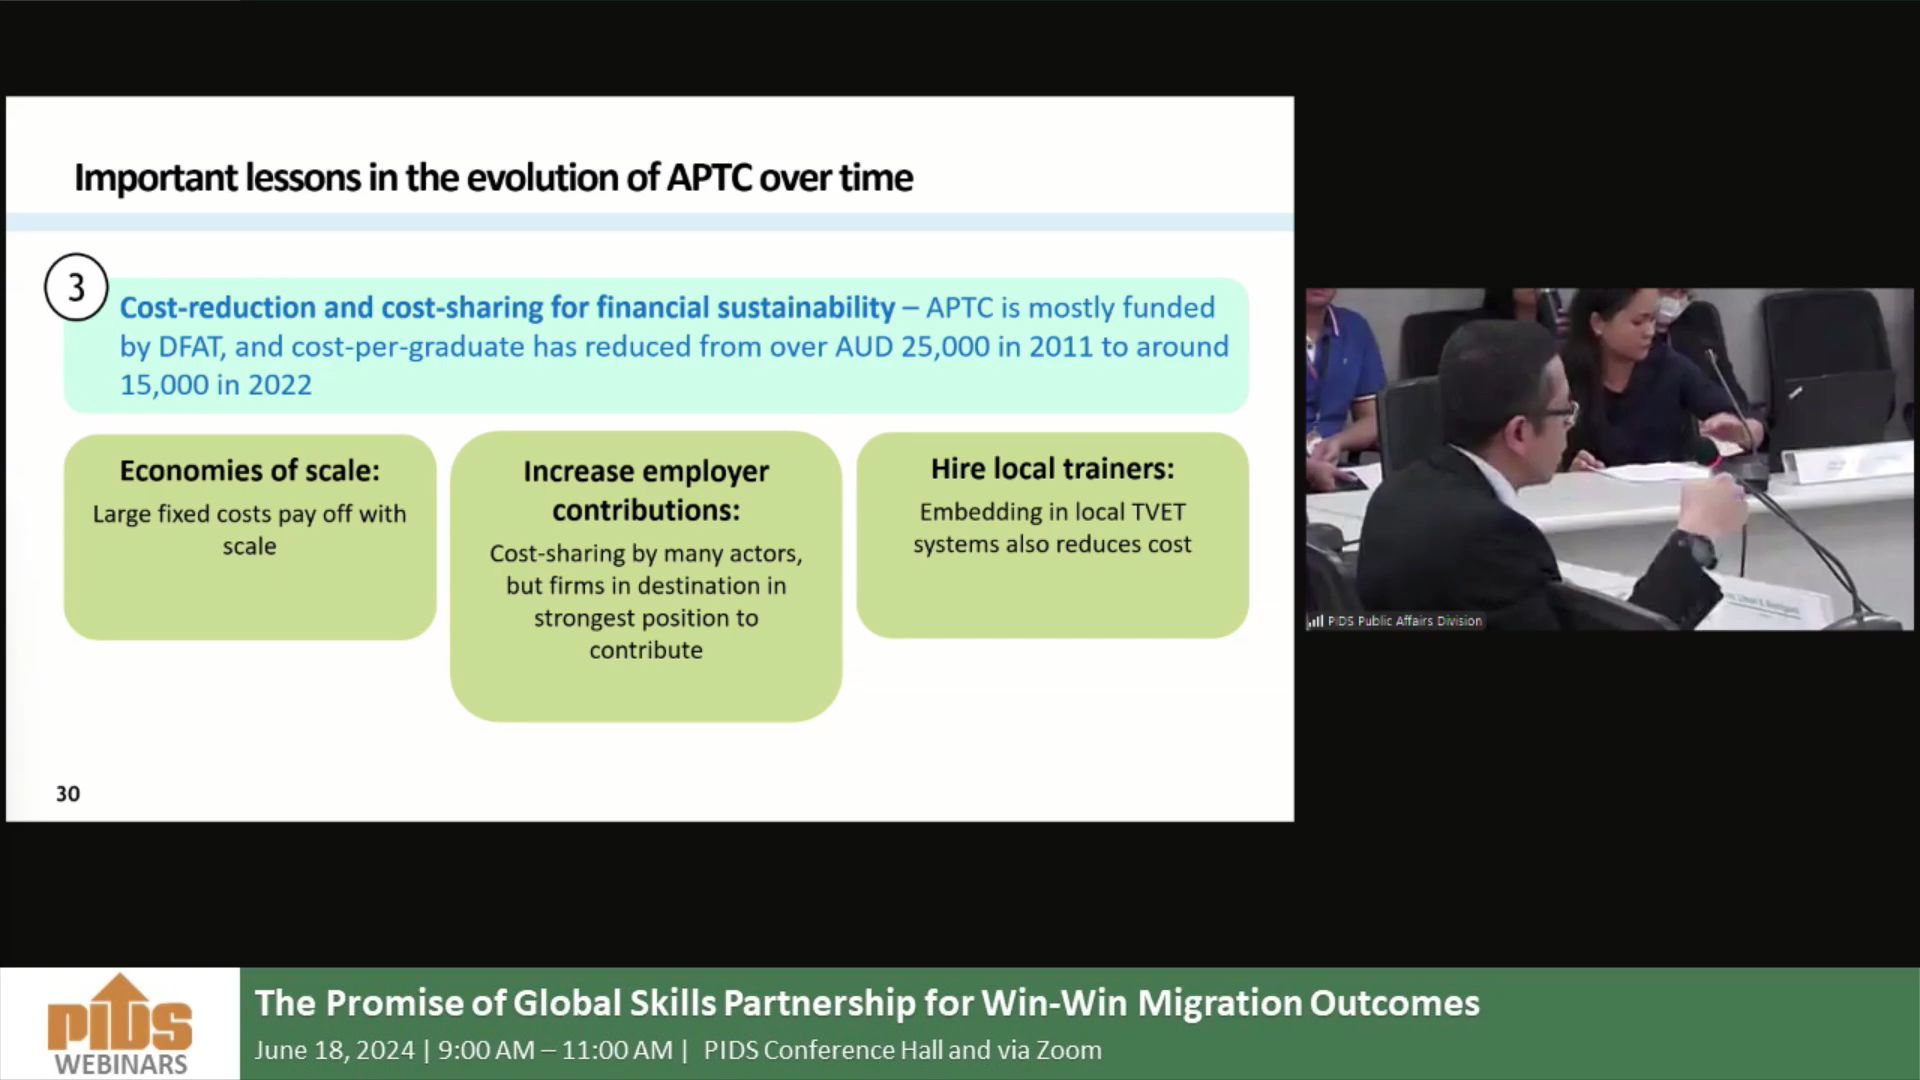 Important lessons in the evolution of APTC over time
3
Cost-reduction and cost-sharing for financial sustainability – APTC is mostly funded
by DFAT, and cost-per-graduate has reduced from over AUD 25,000 in 2011 to around
15,000 in 2022
Economies of scale:
Large fixed costs pay off with
scale
Increase employer
contributions:
Cost-sharing by many actors,
but firms in destination in
strongest position to
contribute
Hire local trainers:
Embedding in local TVET
systems also reduces cost
30
PIDS Public Affairs Division
PIDS
WEBINARS
The Promise of Global Skills Partnership for Win-Win Migration Outcomes
June 18, 2024 | 9:00 AM – 11:00 AM | PIDS Conference Hall and via Zoom